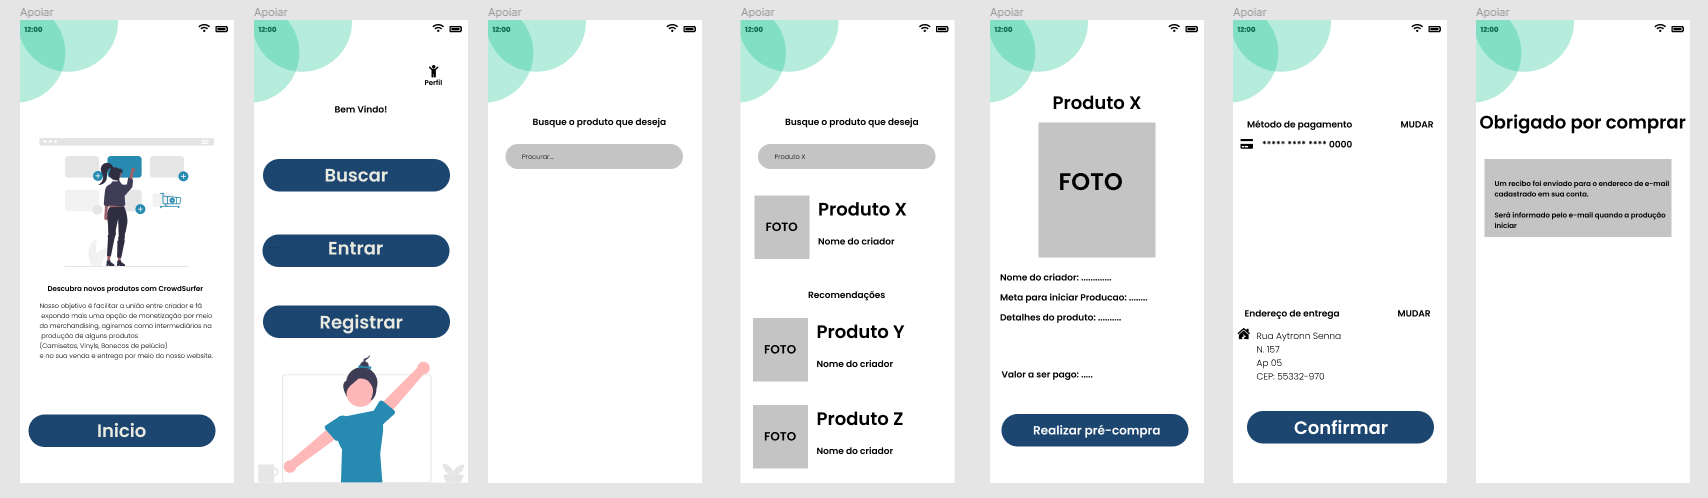 Apoiar
12:00
Descubra novos produtos com CrowdSurfer
Nosso objetivo é facilitar a união entre criador e fã
expondo mais uma opção de monetização por meio
do merchandising, agiremos como intermediários na
produção de alguns produtos
(Camisetas, Vinyls, Bonecas de pelúcia)
e na sua venda e entrega por meio do nosso website.
Inicio
Apoiar
12:00
Perfil
Bem Vindo!
Buscar
Entrar
Registrar
Apoiar
12:00
Busque o produto que deseja
Procurar...
Apoiar
12:00
Busque o produto que deseja
Produto X
FOTO
Produto X
Nome do criador
Recomendações
FOTO
Produto Y
Nome do criador
FOTO
Produto Z
Nome do criador
Apoiar
12:00
Produto X
FOTO
Nome do criador: .............
Meta para iniciar Producao: ........
Detalhes do produto: ..........
Valor a ser pago: .....
Realizar pré-compra
Apoiar
12:00
Método de pagamento MUDAR
***** **** **** 0000
Endereço de entrega MUDAR
Rua Aytronn Senna
N. 157
Ap 05
CEP: 55332-970
Confirmar
Apoiar
12:00
Obrigado por comprar
Um recibo foi enviado para o endereco de e-mail
cadastrado em sua conta.
Será informado pelo e-mail quando a produção
iniciar